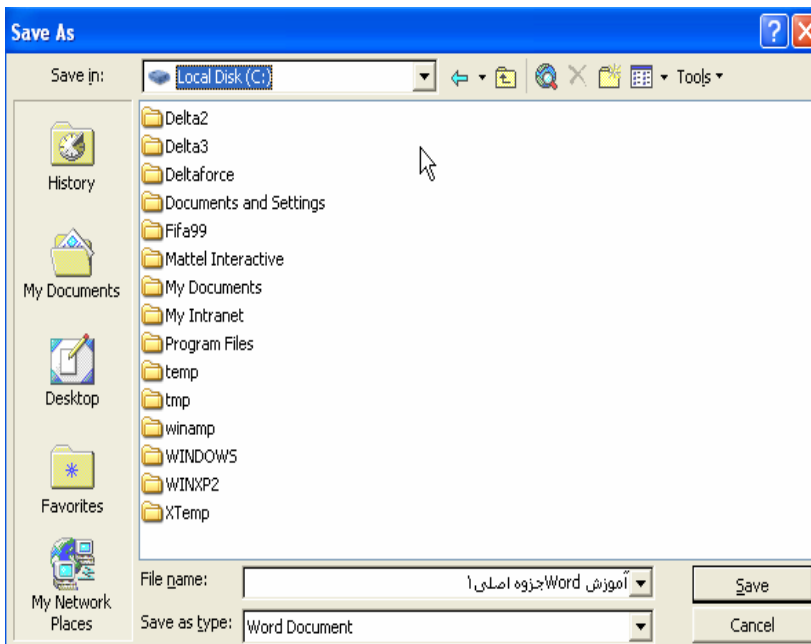 Save As
Save in:
Local Disk (C:)
Tools
History
My Documents
Desktop
Favorites
My Network
Places
Delta2
Delta3
Deltaforce
Documents and Settings
Fifa99
Mattel Interactive
My Documents
My Intranet
Program Files
temp
tmp
winamp
WINDOWS
WINXP2
XTemp
File name:
آموزش Wordجزوه اصلی۱
Save
Save as type:
Word Document
Cancel